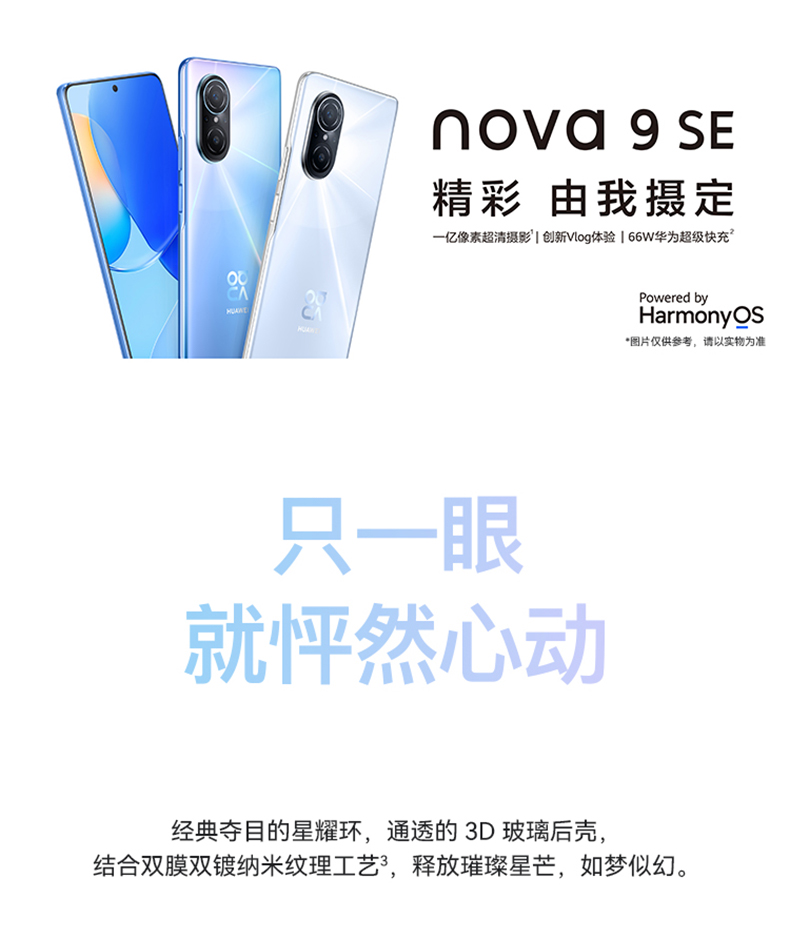 nova 9 SE
精彩 由我摄定
一亿像素超清摄影¹ | 创新Vlog体验 | 66W华为超级快充²
HUAWEI
HUAWEI
Powered by
HarmonyOS
*图片仅供参考，请以实物为准
只一眼
就怦然心动
经典夺目的星耀环，通透的 3D 玻璃后壳，
结合双膜双镀纳米纹理工艺³，释放璀璨星芒，如梦似幻。